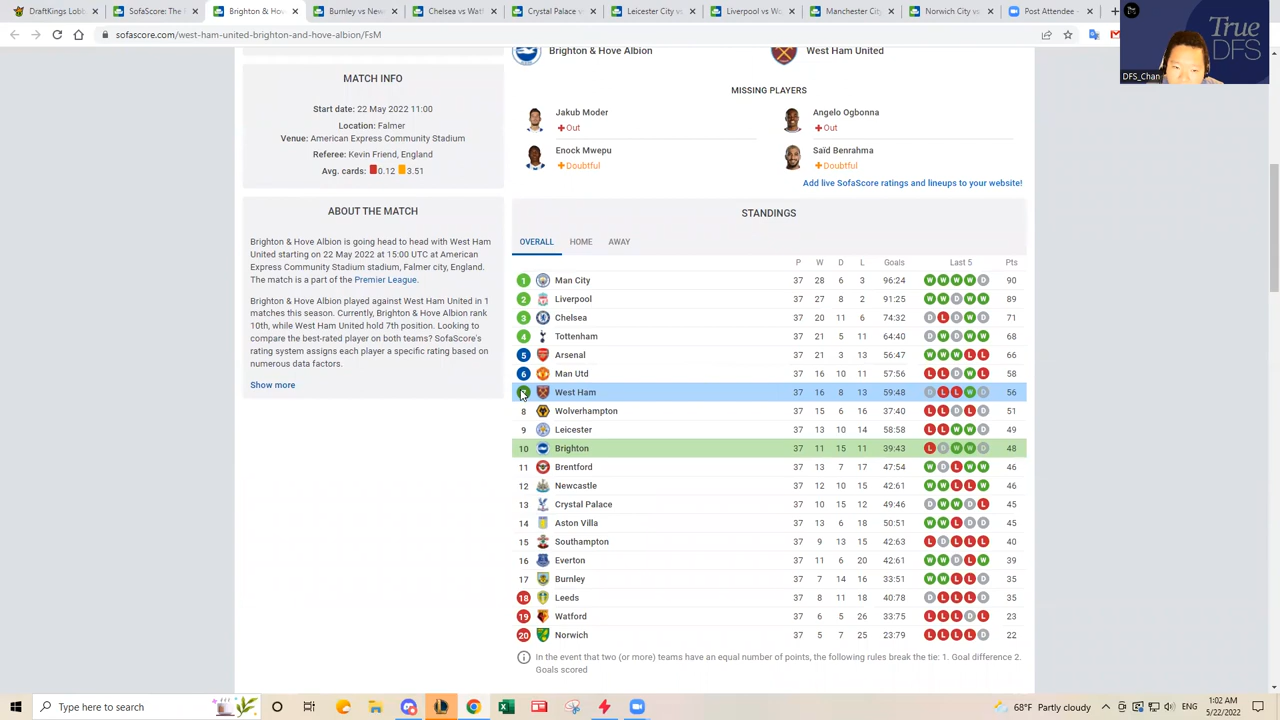 DraftKings Lobb
SofaScore: The F
Burnley vs New
Chelsea vs Watf
Leicester City vs
Manchester City
Norwich City vs
Port Attendee
sofascore.com/west-ham-united-brighton-and-hove-albion/FsM
True
DFS
DFS_Chan
Brighton & Hove Albion
West Ham United
MATCH INFO
Start date: 22 May 2022 11:00
Location: Falmer
Venue: American Express Community Stadium
Referee: Kevin Friend, England
Avg. cards: 0.12 3.51
MISSING PLAYERS
Jakub Moder
Out
Angelo Ogbonna
Out
Enock Mwepu
Doubtful
Saïd Benrahma
Doubtful
Add live SofaScore ratings and lineups to your website!
ABOUT THE MATCH
Brighton & Hove Albion is going head to head with West Ham
United starting on 22 May 2022 at 15:00 UTC at American
Express Community Stadium stadium, Falmer city, England.
The match is a part of the Premier League.
Brighton & Hove Albion played against West Ham United in 1
matches this season. Currently, Brighton & Hove Albion rank
10th, while West Ham United hold 7th position. Looking to
compare the best-rated player on both teams? SofaScore's
rating system assigns each player a specific rating based on
numerous data factors.
Show more
STANDINGS
OVERALL HOME AWAY
P W D L Goals Last 5 Pts
1 Man City 37 28 6 3 96:24 W W W W D 90
2 Liverpool 37 27 8 2 91:25 W W D W W 89
3 Chelsea 37 20 11 6 74:32 D L D W D 71
4 Tottenham 37 21 5 11 64:40 D W D W W 68
5 Arsenal 37 21 3 13 56:47 W W W L L 66
6 Man Utd 37 16 10 11 57:56 L L D W L 58
West Ham 37 16 8 13 59:48 D L L W D 56
8 Wolverhampton 37 15 6 16 37:40 L L D L D 51
9 Leicester 37 13 10 14 58:58 L L W W D 49
10 Brighton 37 11 15 11 39:43 L D W W D 48
11 Brentford 37 13 7 17 47:54 W D L W W 46
12 Newcastle 37 12 10 15 42:61 W W L L W 46
13 Crystal Palace 37 10 15 12 49:46 D W W D L 45
14 Aston Villa 37 13 6 18 50:51 W W L D D 45
15 Southampton 37 9 13 15 42:63 L D L L L 40
16 Everton 37 11 6 20 42:61 W W D L W 39
17 Burnley 37 7 14 16 33:51 W W L L D 35
18 Leeds 37 8 11 18 40:78 D L L L D 35
19 Watford 37 6 5 26 33:75 L L L D L 23
20 Norwich 37 5 7 25 23:79 L L L L D 22
In the event that two (or more) teams have an equal number of points, the following rules break the tie: 1. Goal difference 2.
Goals scored
Type here to search
68°F Partly cloudy
1:02 AM
5/22/2022